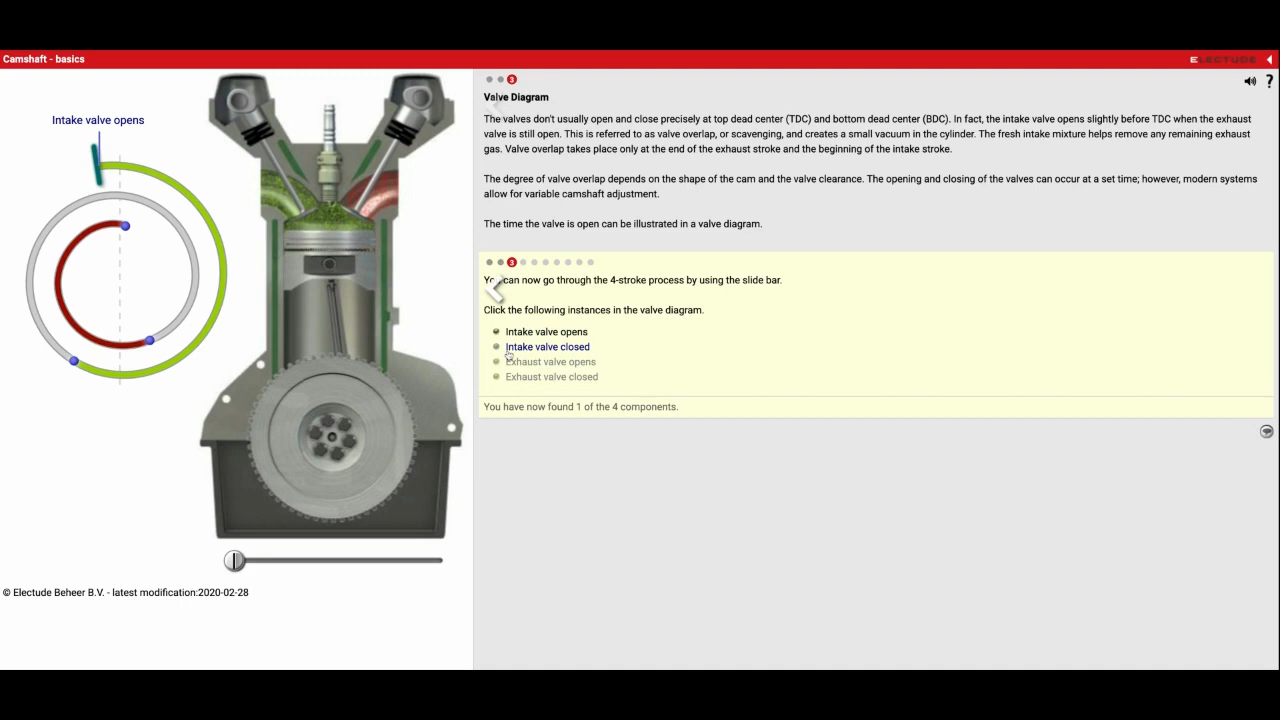 Camshaft - basics
ELECTUDE
Intake valve opens
3
?
Valve Diagram
The valves don't usually open and close precisely at top dead center (TDC) and bottom dead center (BDC). In fact, the intake valve opens slightly before TDC when the exhaust
valve is still open. This is referred to as valve overlap, or scavenging, and creates a small vacuum in the cylinder. The fresh intake mixture helps remove any remaining exhaust
gas. Valve overlap takes place only at the end of the exhaust stroke and the beginning of the intake stroke.
The degree of valve overlap depends on the shape of the cam and the valve clearance. The opening and closing of the valves can occur at a set time; however, modern systems
allow for variable camshaft adjustment.
The time the valve is open can be illustrated in a valve diagram.
3
You can now go through the 4-stroke process by using the slide bar.
Click the following instances in the valve diagram.
Intake valve opens
Intake valve closed
Exhaust valve opens
Exhaust valve closed
You have now found 1 of the 4 components.
© Electude Beheer B.V. - latest modification:2020-02-28